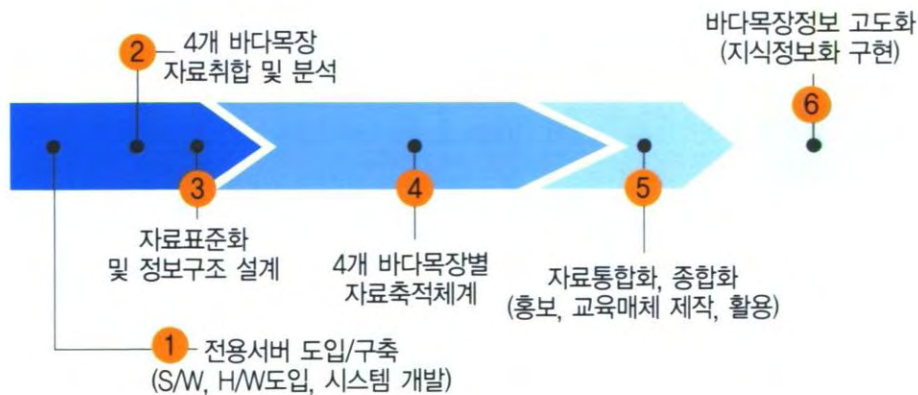 바다목장정보 고도화
(지식정보화 구현)
6
2
4개 바다목장
자료취합 및 분석
3
자료표준화
및 정보구조 설계
4
4개 바다목장별
자료축적체계
5
자료통합화, 종합화
(홍보, 교육매체 제작, 활용)
1 전용서버 도입/구축
(S/W, H/W도입, 시스템 개발)